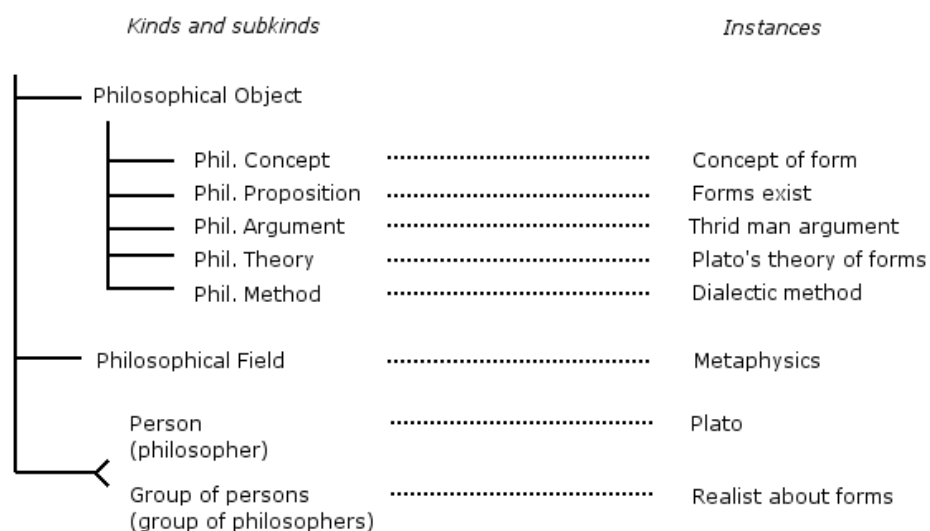 Kinds and subkinds Instances
Philosophical Object
Phil. Concept Concept of form
Phil. Proposition Forms exist
Phil. Argument Thrid man argument
Phil. Theory Plato's theory of forms
Phil. Method Dialectic method
Philosophical Field Metaphysics
Person Plato
(philosopher)
Group of persons Realist about forms
(group of philosophers)